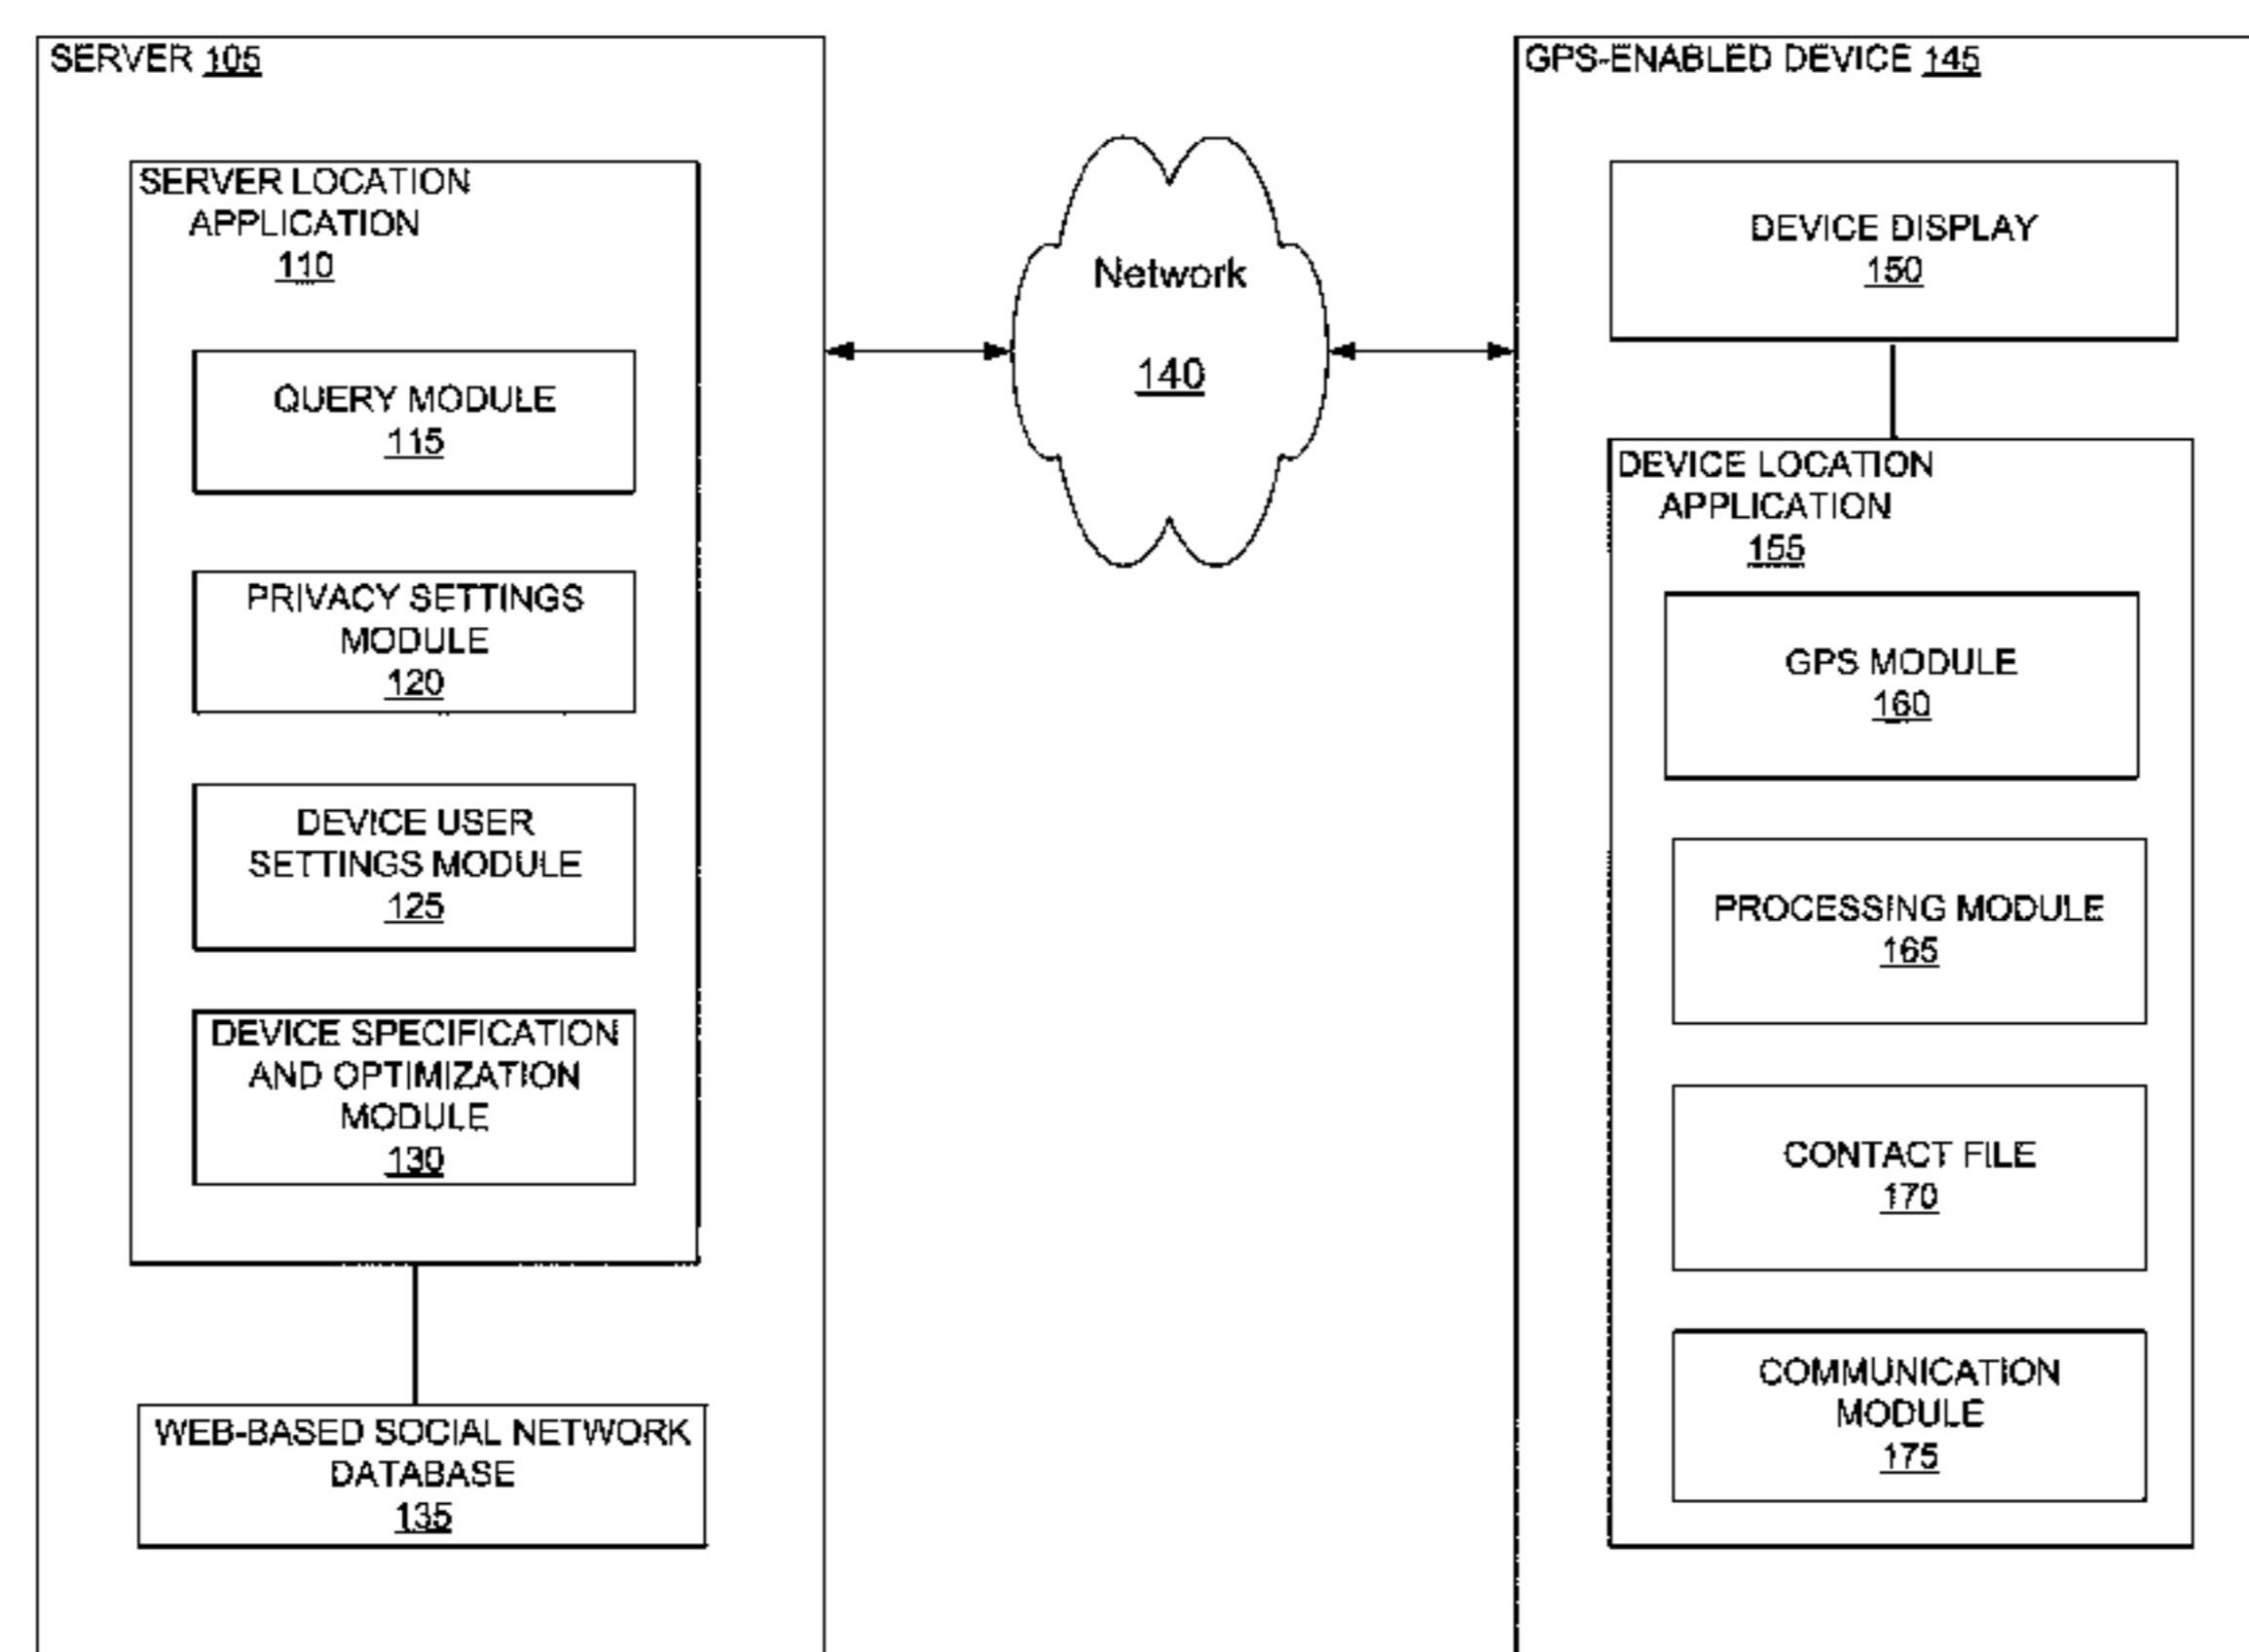 SERVER 105
SERVER LOCATION
APPLICATION
110
QUERY MODULE
115
PRIVACY SETTINGS
MODULE
120
DEVICE USER
SETTINGS MODULE
125
DEVICE SPECIFICATION
AND OPTIMIZATION
MODULE
130
WEB-BASED SOCIAL NETWORK
DATABASE
135
Network
140
GPS-ENABLED DEVICE 145
DEVICE DISPLAY
150
DEVICE LOCATION
APPLICATION
155
GPS MODULE
160
PROCESSING MODULE
165
CONTACT FILE
170
COMMUNICATION
MODULE
175